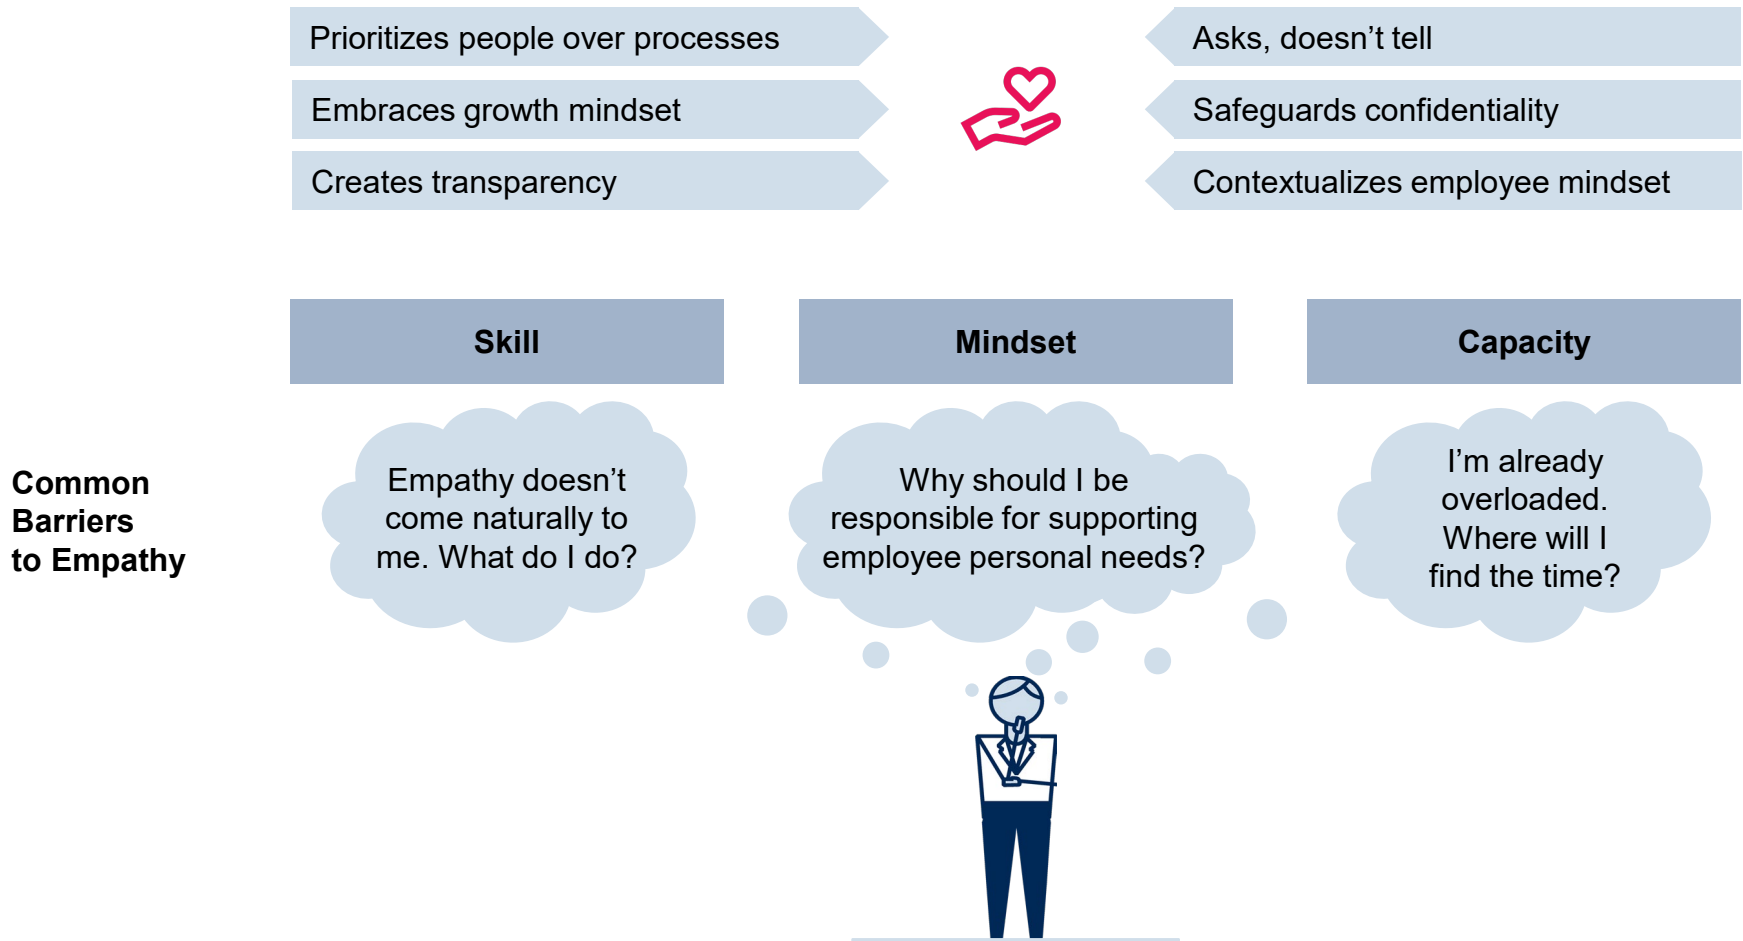 Prioritizes people over processes
Embraces growth mindset
Creates transparency
Asks, doesn’t tell
Safeguards confidentiality
Contextualizes employee mindset
Common
Barriers
to Empathy
Skill
Empathy doesn’t
come naturally to
me. What do I do?
Mindset
Why should I be
responsible for supporting
employee personal needs?
Capacity
I’m already
overloaded.
Where will I
find the time?